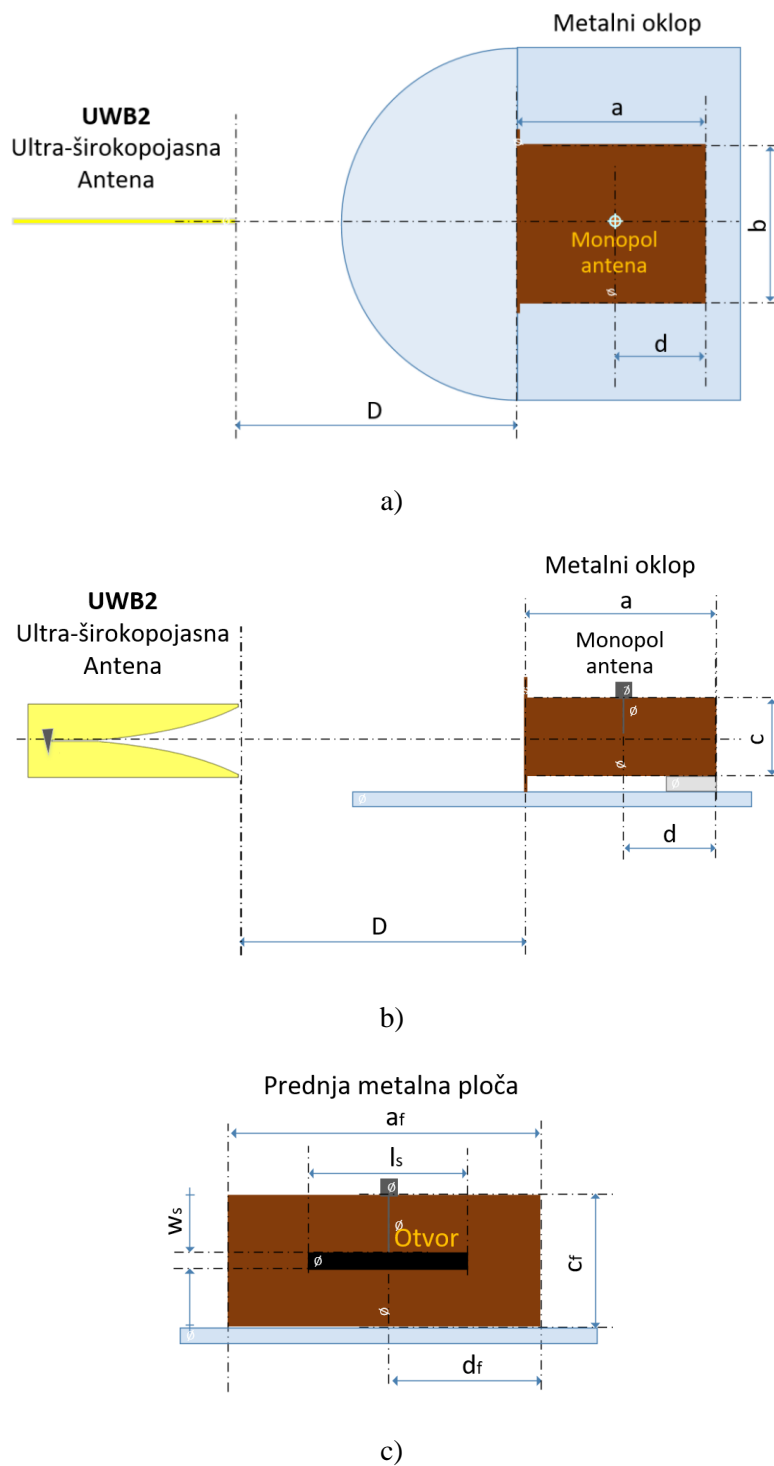 Metalni oklop
UWB2
Ultra-širokopojasna
Antena
a
b
Monopol
antena
d
D
a)
Metalni oklop
UWB2
Ultra-širokopojasna
Antena
a
Monopol
antena
c
d
D
b)
Prednja metalna ploča
af
ls
ws
Otvor
cf
df
c)